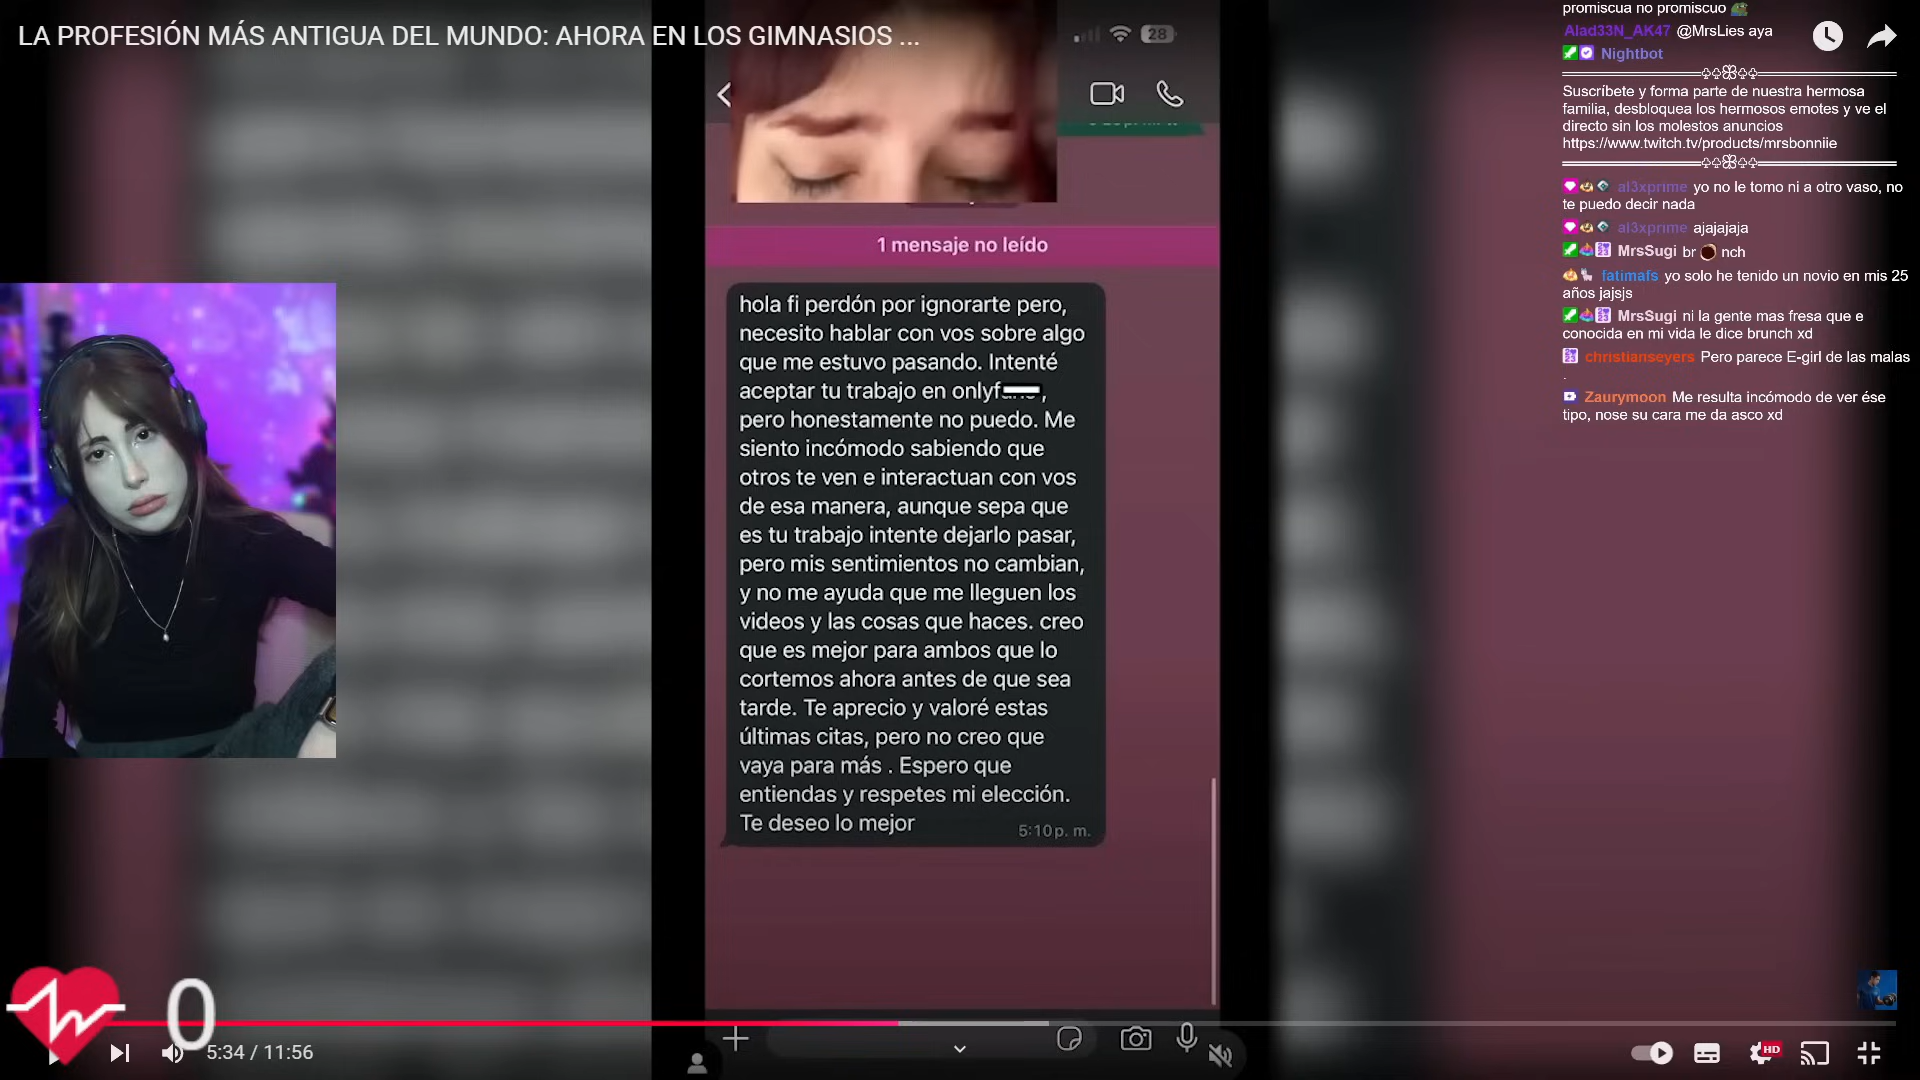 LA PROFESIÓN MÁS ANTIGUA DEL MUNDO: AHORA EN LOS GIMNASIOS ...
28
1 mensaje no leído
hola fi perdón por ignorarte pero,
necesito hablar con vos sobre algo
que me estuvo pasando. Intenté
aceptar tu trabajo en onlyf
pero honestamente no puedo. Me
siento incómodo sabiendo que
otros te ven e interactuan con vos
de esa manera, aunque sepa que
es tu trabajo intente dejarlo pasar,
pero mis sentimientos no cambian,
y no me ayuda que me lleguen los
videos y las cosas que haces. creo
que es mejor para ambos que lo
cortemos ahora antes de que sea
tarde. Te aprecio y valoré estas
últimas citas, pero no creo que
vaya para más . Espero que
entiendas y respetes mi elección.
Te deseo lo mejor
5:10 p. m.
promiscua no promiscuo
Alad33N_AK47 @MrsLies aya
Nightbot
Suscríbete y forma parte de nuestra hermosa
familia, desbloquea los hermosos emotes y ve el
directo sin los molestos anuncios
https://www.twitch.tv/products/mrsbonniie
al3xprime yo no le tomo ni a otro vaso, no
te puedo decir nada
al3xprime ajajajaja
MrsSugi br nch
fatimafs yo solo he tenido un novio en mis 25
años jajsjs
MrsSugi ni la gente mas fresa que e
conocida en mi vida le dice brunch xd
christianseyers Pero parece E-girl de las malas
.
Zaurymoon Me resulta incómodo de ver ése
tipo, nose su cara me da asco xd
0
5:34 / 11:56
HD